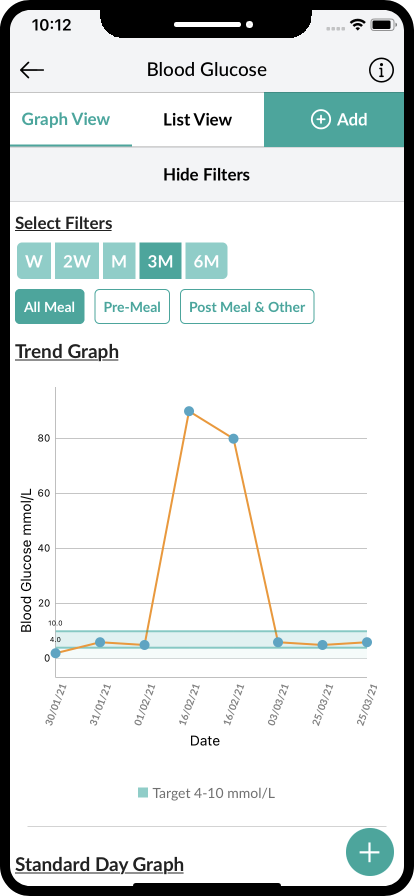 10:12
Blood Glucose
Graph View
List View
Add
Hide Filters
Select Filters
W 2W M 3M 6M
All Meal
Pre-Meal
Post Meal & Other
Trend Graph
Blood Glucose mmol/L
80
60
40
20
10.0
4.0
0
30/01/21
31/01/21
01/02/21
16/02/21
16/02/21
03/03/21
25/03/21
25/03/21
Date
Target 4-10 mmol/L
Standard Day Graph